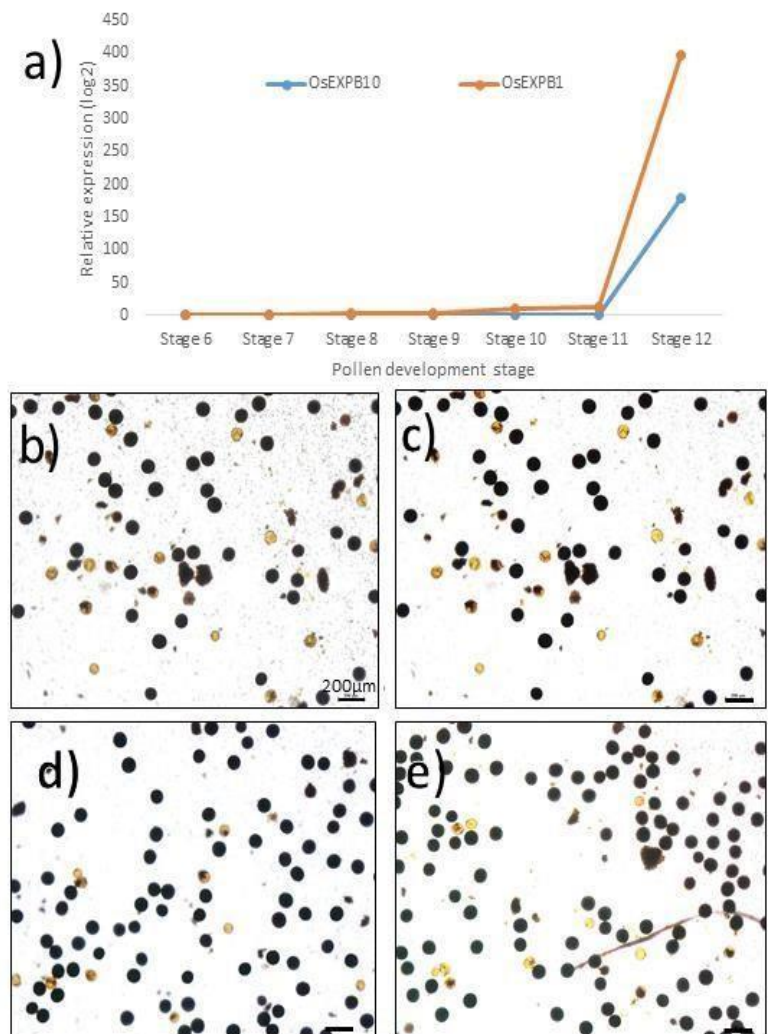 a)
Relative expression (log2)
450
400
350
300
250
200
150
100
50
0
OsEXPB10 OsEXPB1
Stage 6 Stage 7 Stage 8 Stage 9 Stage 10 Stage 11 Stage 12
Pollen development stage
b)
200μm
c)
d)
e)